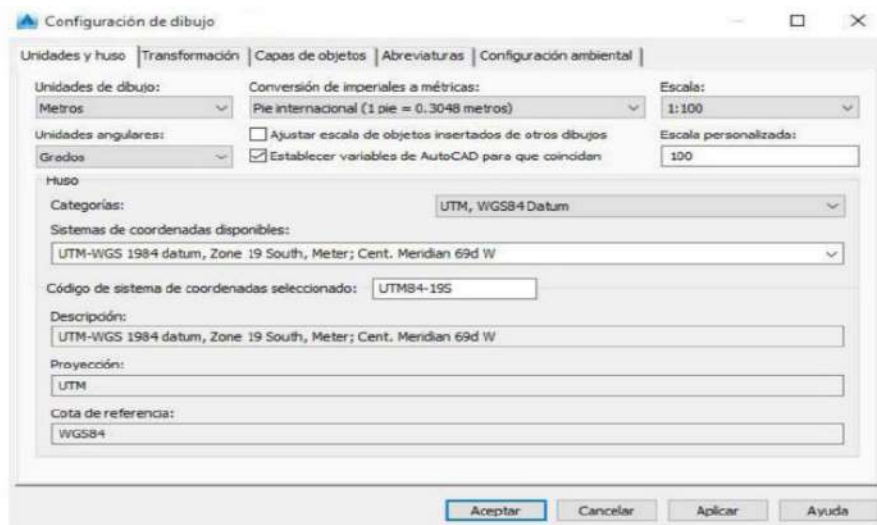 Configuración de dibujo
Unidades y huso Transformación Capas de objetos Abreviaturas Configuración ambiental
Unidades de dibujo: Conversión de imperiales a métricas: Escala:
Metros Pie internacional (1 pie = 0.3048 metros) 1:100
Unidades angulares: Ajustar escala de objetos insertados de otros dibujos Escala personalizada:
Grados Establecer variables de AutoCAD para que coincidan 100
Huso
Categorías: UTM, WGS84 Datum
Sistemas de coordenadas disponibles:
UTM-WGS 1984 datum, Zone 19 South, Meter; Cent. Meridian 69d W
Código de sistema de coordenadas seleccionado: UTM84-19S
Descripción:
UTM-WGS 1984 datum, Zone 19 South, Meter; Cent. Meridian 69d W
Proyección:
UTM
Cota de referencia:
WGS84
Aceptar Cancelar Aplicar Ayuda